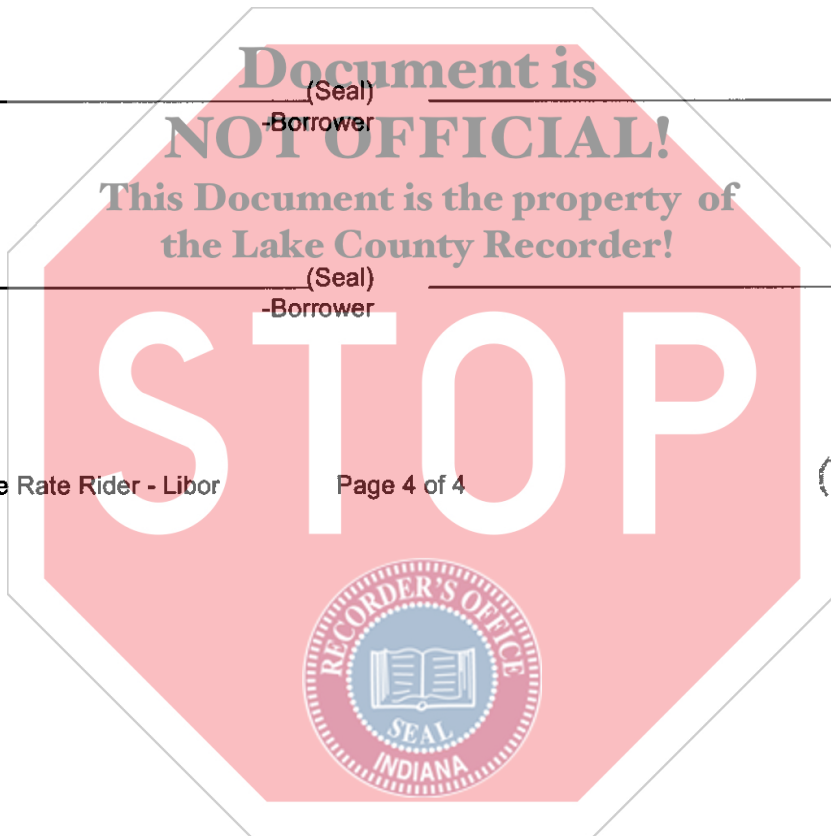 Document is
(Seal)
-Borrower
NOT OFFICIAL!
This Document is the property of
the Lake County Recorder!
(Seal)
-Borrower
STOP
e Rate Rider - Libor Page 4 of 4
RECORDER'S OFFICE
SEAL
INDIANA